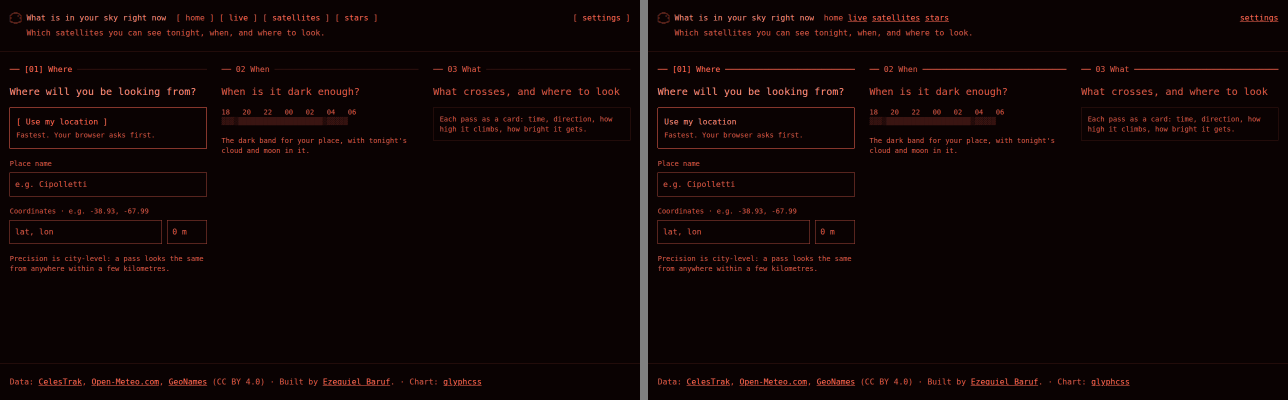 What is in your sky right now [ home ] [ live ] [ satellites ] [ stars ] [ settings ]
Which satellites you can see tonight, when, and where to look.
[01] Where
Where will you be looking from?
[ Use my location ]
Fastest. Your browser asks first.
Place name
e.g. Cipolletti
Coordinates · e.g. -38.93, -67.99
lat, lon
0 m
Precision is city-level: a pass looks the same
from anywhere within a few kilometres.
02 When
When is it dark enough?
18 20 22 00 02 04 06
The dark band for your place, with tonight's
cloud and moon in it.
03 What
What crosses, and where to look
Each pass as a card: time, direction, how
high it climbs, how bright it gets.
Data: CelesTrak, Open-Meteo.com, GeoNames (CC BY 4.0) · Built by Ezequiel Baruf. · Chart: glyphcss
What is in your sky right now home live satellites stars settings
Which satellites you can see tonight, when, and where to look.
[01] Where
Where will you be looking from?
Use my location
Fastest. Your browser asks first.
Place name
e.g. Cipolletti
Coordinates · e.g. -38.93, -67.99
lat, lon
0 m
Precision is city-level: a pass looks the same
from anywhere within a few kilometres.
02 When
When is it dark enough?
18 20 22 00 02 04 06
The dark band for your place, with tonight's
cloud and moon in it.
03 What
What crosses, and where to look
Each pass as a card: time, direction, how
high it climbs, how bright it gets.
Data: CelesTrak, Open-Meteo.com, GeoNames (CC BY 4.0) · Built by Ezequiel Baruf. · Chart: glyphcss